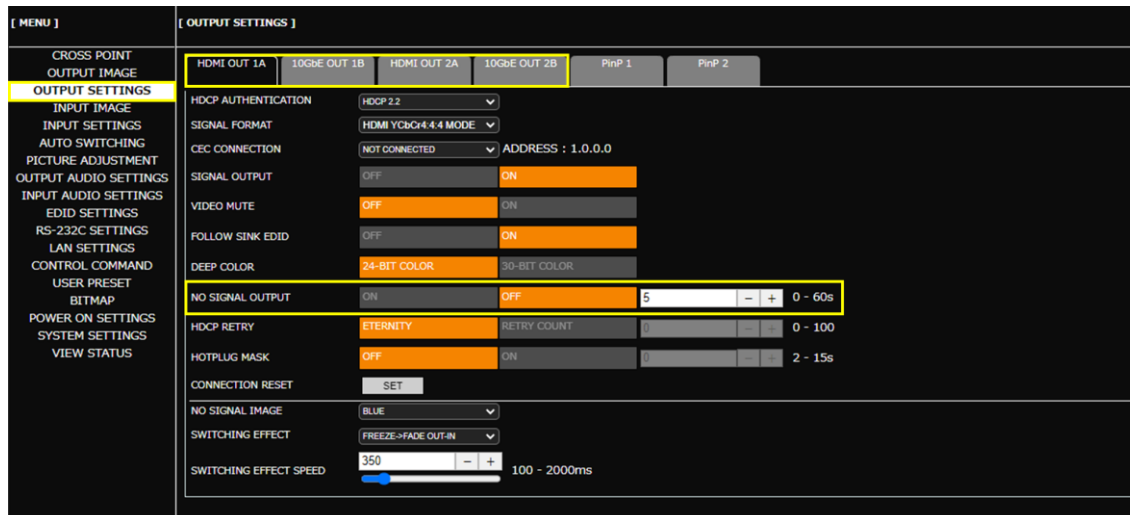 [ MENU ]
[ OUTPUT SETTINGS ]
CROSS POINT
OUTPUT IMAGE
OUTPUT SETTINGS
INPUT IMAGE
INPUT SETTINGS
AUTO SWITCHING
PICTURE ADJUSTMENT
OUTPUT AUDIO SETTINGS
INPUT AUDIO SETTINGS
EDID SETTINGS
RS-232C SETTINGS
LAN SETTINGS
CONTROL COMMAND
USER PRESET
BITMAP
POWER ON SETTINGS
SYSTEM SETTINGS
VIEW STATUS
HDMI OUT 1A 10GbE OUT 1B HDMI OUT 2A 10GbE OUT 2B PinP 1 PinP 2
HDCP AUTHENTICATION HDCP 2.2
SIGNAL FORMAT HDMI YCbCr4:4:4 MODE
CEC CONNECTION NOT CONNECTED ADDRESS : 1.0.0.0
SIGNAL OUTPUT OFF ON
VIDEO MUTE OFF ON
FOLLOW SINK EDID OFF ON
DEEP COLOR 24-BIT COLOR 30-BIT COLOR
NO SIGNAL OUTPUT ON OFF 5 - + 0 - 60s
HDCP RETRY ETERNITY RETRY COUNT 0 - + 0 - 100
HOTPLUG MASK OFF ON 0 - + 2 - 15s
CONNECTION RESET SET
NO SIGNAL IMAGE BLUE
SWITCHING EFFECT FREEZE->FADE OUT-IN
SWITCHING EFFECT SPEED 350 - + 100 - 2000ms